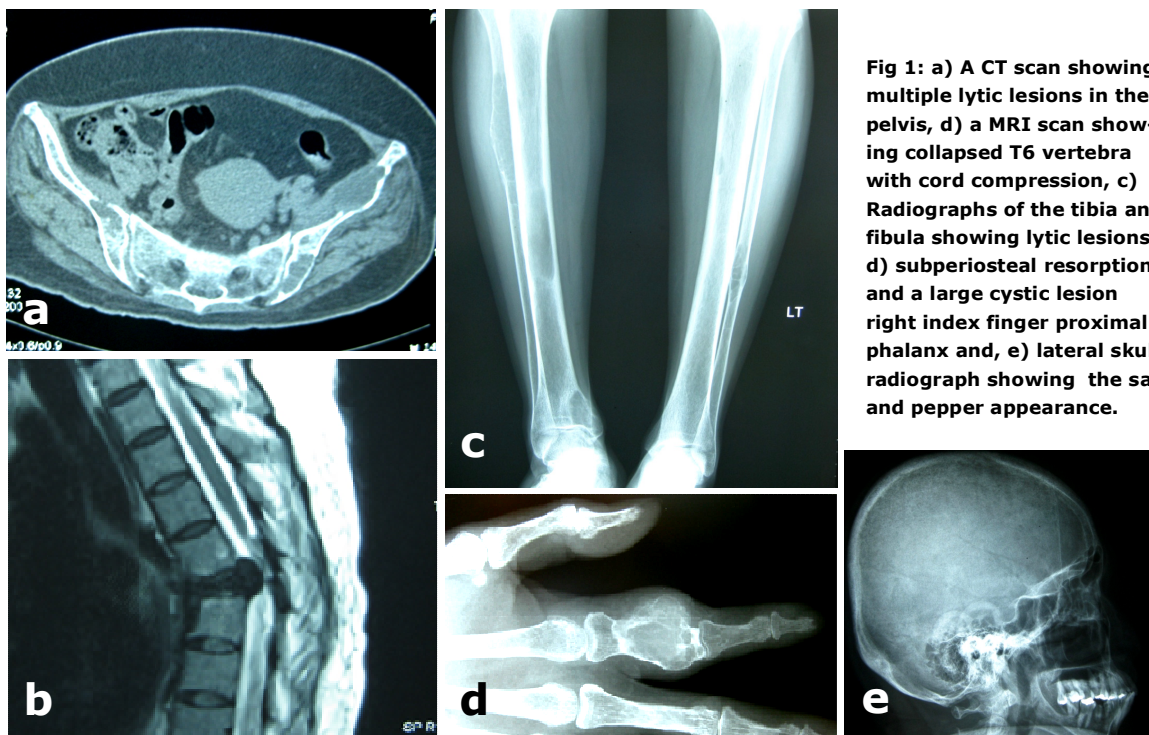 Fig 1: a) A CT scan showing
multiple lytic lesions in the
pelvis, d) a MRI scan show-
ing collapsed T6 vertebra
with cord compression, c)
Radiographs of the tibia an
fibula showing lytic lesions
d) subperiosteal resorption
and a large cystic lesion
right index finger proximal
phalanx and, e) lateral sku
radiograph showing the sa
and pepper appearance.
a
b
c
LT
d
e